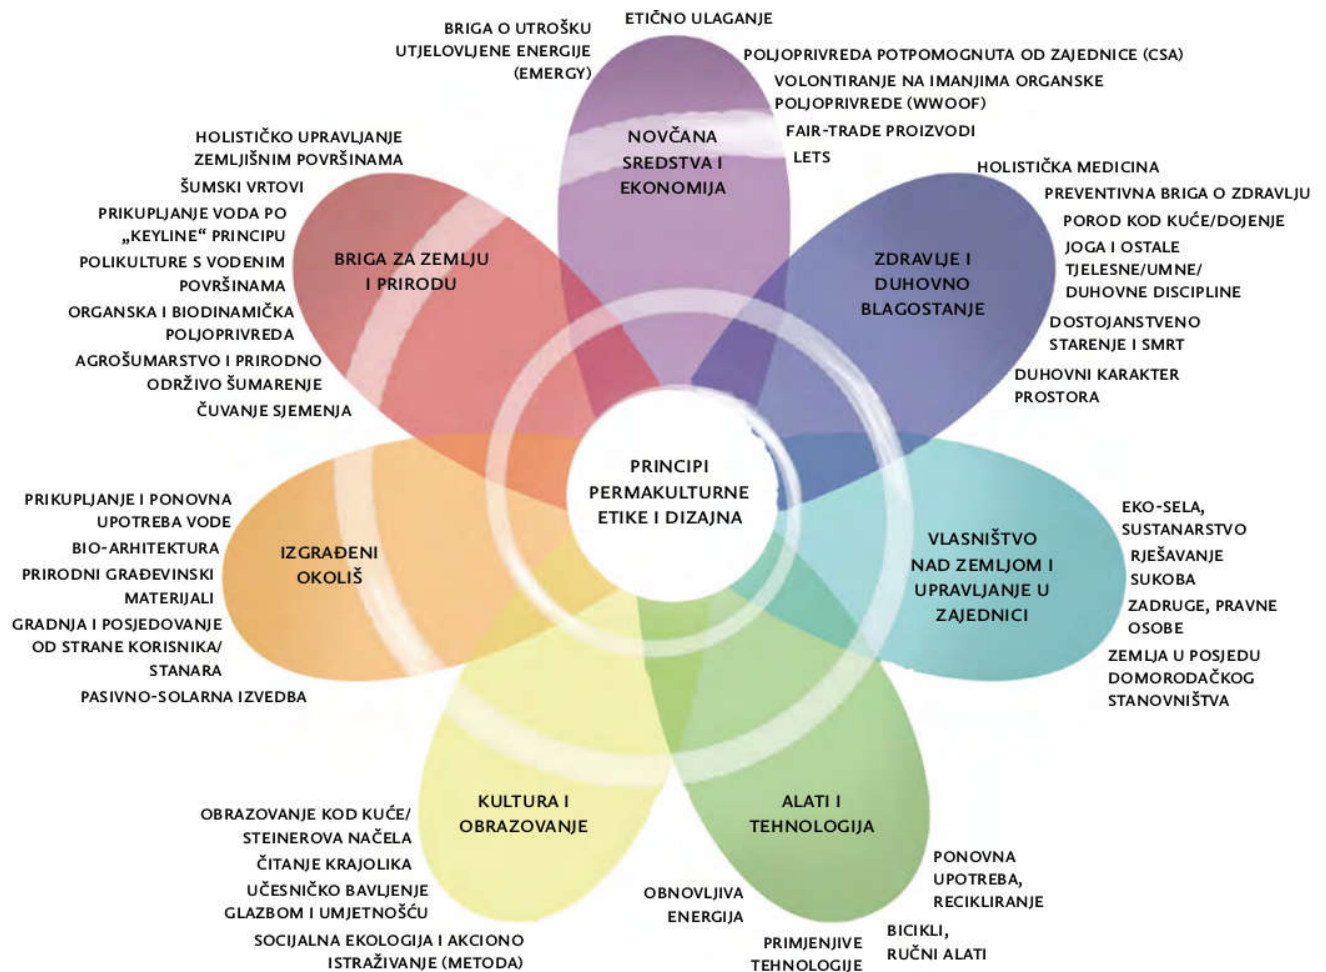 ETIČNO ULAGANJE
BRIGA O UTROŠKU
UTJELOVLJENE ENERGIJE
(EMERGY)
POLJOPRIVREDA POTPOMOGNUTA OD ZAJEDNICE (CSA)
VOLONTIRANJE NA IMANJIMA ORGANSKE
POLJOPRIVREDE (WWOOF)
FAIR-TRADE PROIZVODI
LETS
NOVČANA
SREDSTVA I
EKONOMIJA
HOLISTIČKO UPRAVLJANJE
ZEMLJIŠNIM POVRŠINAMA
ŠUMSKI VRTOVI
PRIKUPLJANJE VODA PO
„KEYLINE“ PRINCIPU
POLIKULTURE S VODENIM
POVRŠINAMA
ORGANSKA I BIODINAMIČKA
POLJOPRIVREDA
AGROŠUMARSTVO I PRIRODNO
ODRŽIVO ŠUMARENJE
ČUVANJE SJEMENJA
BRIGA ZA ZEMLJU
I PRIRODU
HOLISTIČKA MEDICINA
PREVENTIVNA BRIGA O ZDRAVLJU
POROD KOD KUĆE/DOJENJE
JOGA I OSTALE
TJELESNE/UMNE/
DUHOVNE DISCIPLINE
DOSTOJANSTVENO
STARENJE I SMRT
DUHOVNI KARAKTER
PROSTORA
ZDRAVLJE I
DUHOVNO
BLAGOSTANJE
PRINCIPI
PERMAKULTURNE
ETIKE I DIZAJNA
PRIKUPLJANJE I PONOVNA
UPOTREBA VODE
BIO-ARHITEKTURA
PRIRODNI GRAĐEVINSKI
MATERIJALI
GRADNJA I POSJEDOVANJE
OD STRANE KORISNIKA/
STANARA
PASIVNO-SOLARNA IZVEDBA
IZGRAĐENI
OKOLIŠ
VLASNIŠTVO
NAD ZEMLJOM I
UPRAVLJANJE U
ZAJEDNICI
EKO-SELA,
SUSTANARSTVO
RJEŠAVANJE
SUKOBA
ZADRUGE, PRAVNE
OSOBE
ZEMLJA U POSJEDU
DOMORODAČKOG
STANOVNIŠTVA
KULTURA I
OBRAZOVANJE
OBRAZOVANJE KOD KUĆE/
STEINEROVA NAČELA
ČITANJE KRAJOLIKA
UČESNIČKO BAVLJENJE
GLAZBOM I UMJETNOŠĆU
SOCIJALNA EKOLOGIJA I AKCIONO
ISTRAŽIVANJE (METODA)
ALATI I
TEHNOLOGIJA
OBNOVLJIVA
ENERGIJA
PRIMJENJIVE
TEHNOLOGIJE
PONOVNA
UPOTREBA,
RECIKLIRANJE
BICIKLI,
RUČNI ALATI